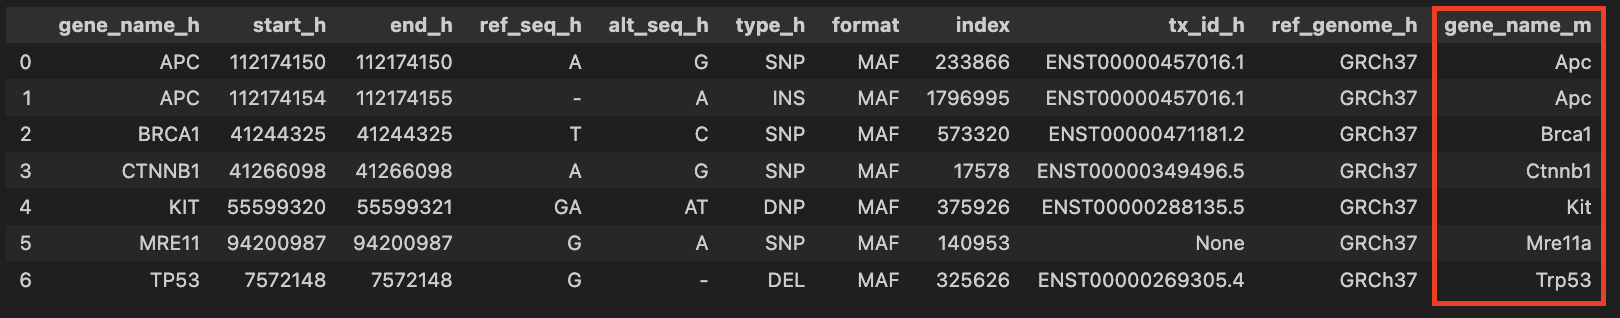 gene_name_h start_h end_h ref_seq_h alt_seq_h type_h format index tx_id_h ref_genome_h gene_name_m
0 APC 112174150 112174150 A G SNP MAF 233866 ENST00000457016.1 GRCh37 Apc
1 APC 112174154 112174155 - A INS MAF 1796995 ENST00000457016.1 GRCh37 Apc
2 BRCA1 41244325 41244325 T C SNP MAF 573320 ENST00000471181.2 GRCh37 Brca1
3 CTNNB1 41266098 41266098 A G SNP MAF 17578 ENST00000349496.5 GRCh37 Ctnnb1
4 KIT 55599320 55599321 GA AT DNP MAF 375926 ENST00000288135.5 GRCh37 Kit
5 MRE11 94200987 94200987 G A SNP MAF 140953 None GRCh37 Mre11a
6 TP53 7572148 7572148 G - DEL MAF 325626 ENST00000269305.4 GRCh37 Trp53